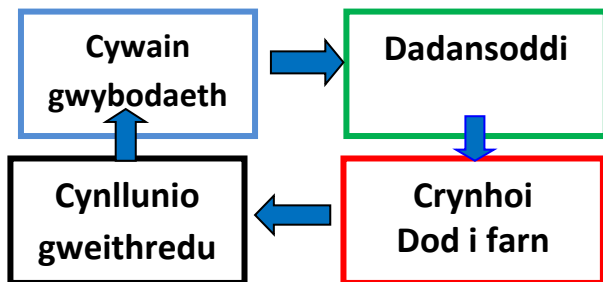 Cywain
gwybodaeth
Dadansoddi
Crynhoi
Dod i farn
Cynllunio
gweithredu